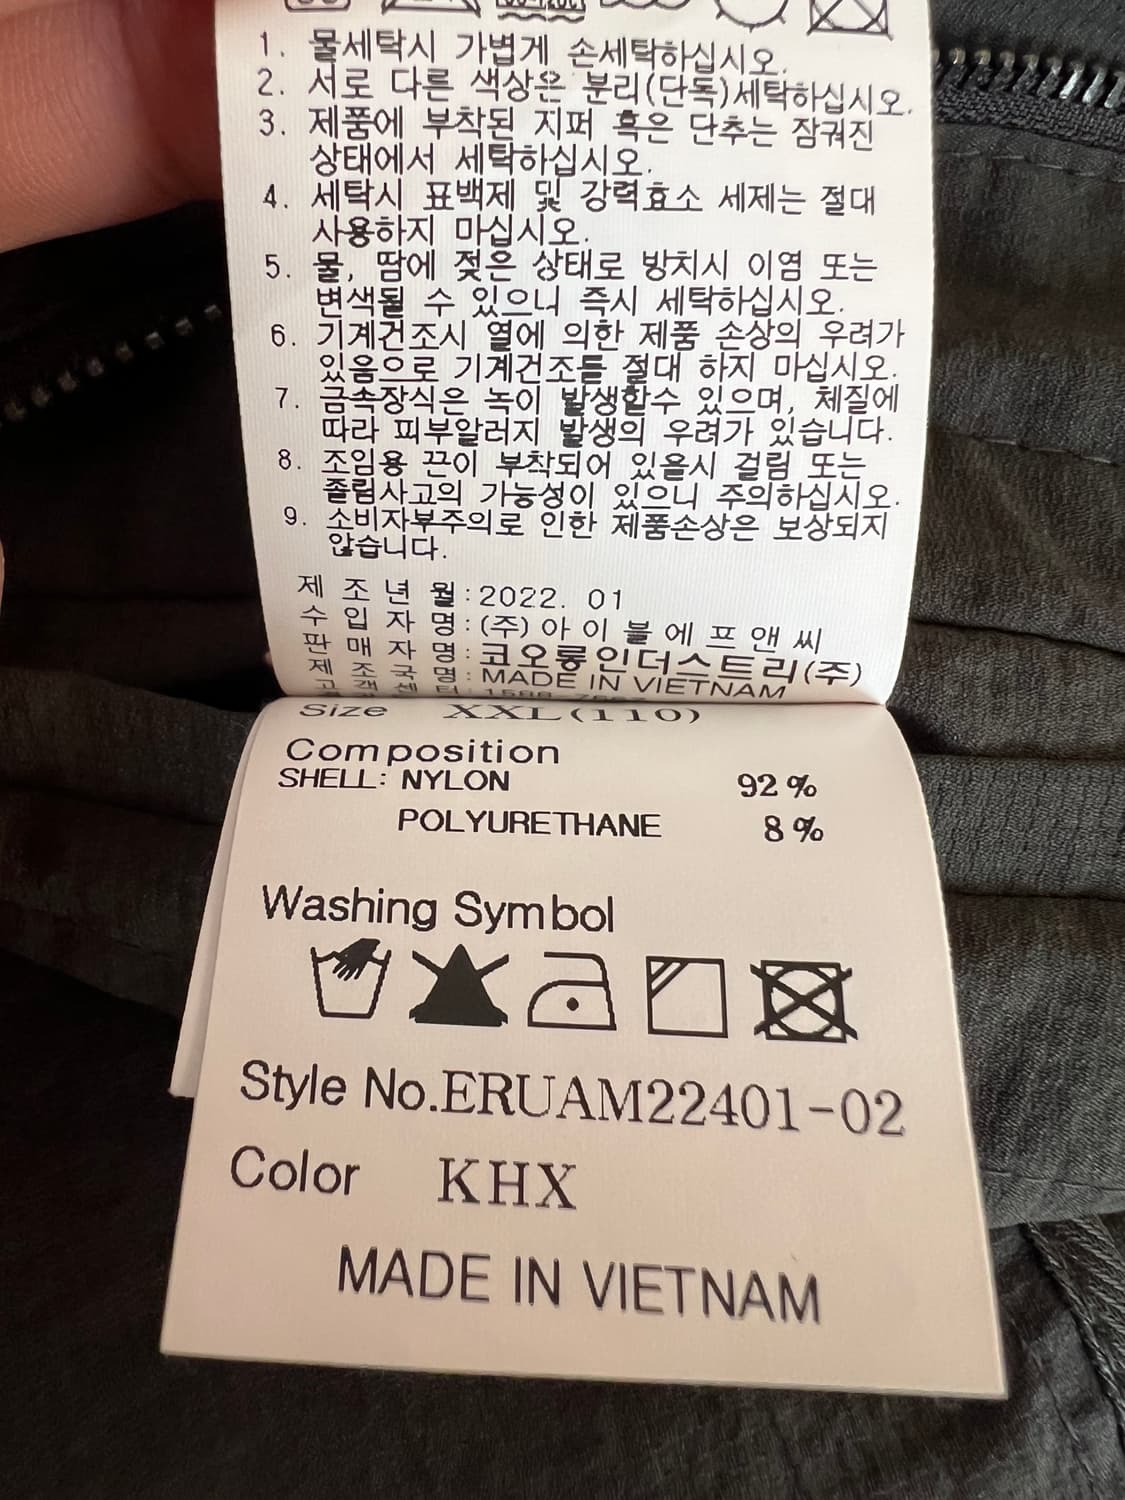 1. 물세탁시 가볍게 손세탁하십시오.
2. 서로 다른 색상은 분리(단독)세탁하십시오.
3. 제품에 부착된 지퍼 혹은 단추는 잠궈진
상태에서 세탁하십시오.
4. 세탁시 표백제 및 강력효소 세제는 절대
사용하지 마십시오.
5. 물, 땀에 젖은 상태로 방치시 이염 또는
변색될 수 있으니 즉시 세탁하십시오.
6. 기계건조시 열에 의한 제품 손상의 우려가
있음으로 기계건조를 절대 하지 마십시오.
7. 금속장식은 녹이 발생할수 있으며, 체질에
따라 피부알러지 발생의 우려가 있습니다.
8. 조임용 끈이 부착되어 있을시 걸림 또는
졸림사고의 가능성이 있으니 주의하십시오.
9. 소비자부주의로 인한 제품손상은 보상되지
않습니다.
제 조 년 월: 2022. 01
수 입 자 명: (주)아이블에프앤씨
판 매 자 명: 코오롱인더스트리(주)
제 조 국 명: MADE IN VIETNAM
고 객 센 터:
Size XXL(110)
Composition
SHELL: NYLON 92%
POLYURETHANE 8%
Washing Symbol
Style No.ERUAM22401-02
Color KHX
MADE IN VIETNAM